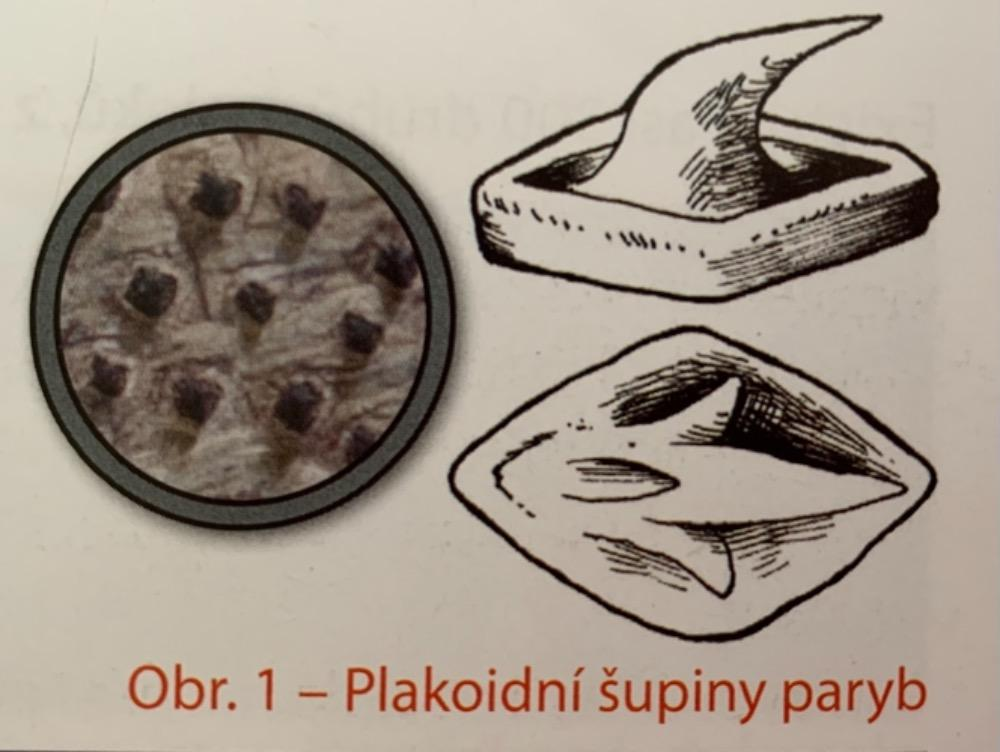 Obr. 1 – Plakoidní šupiny paryb